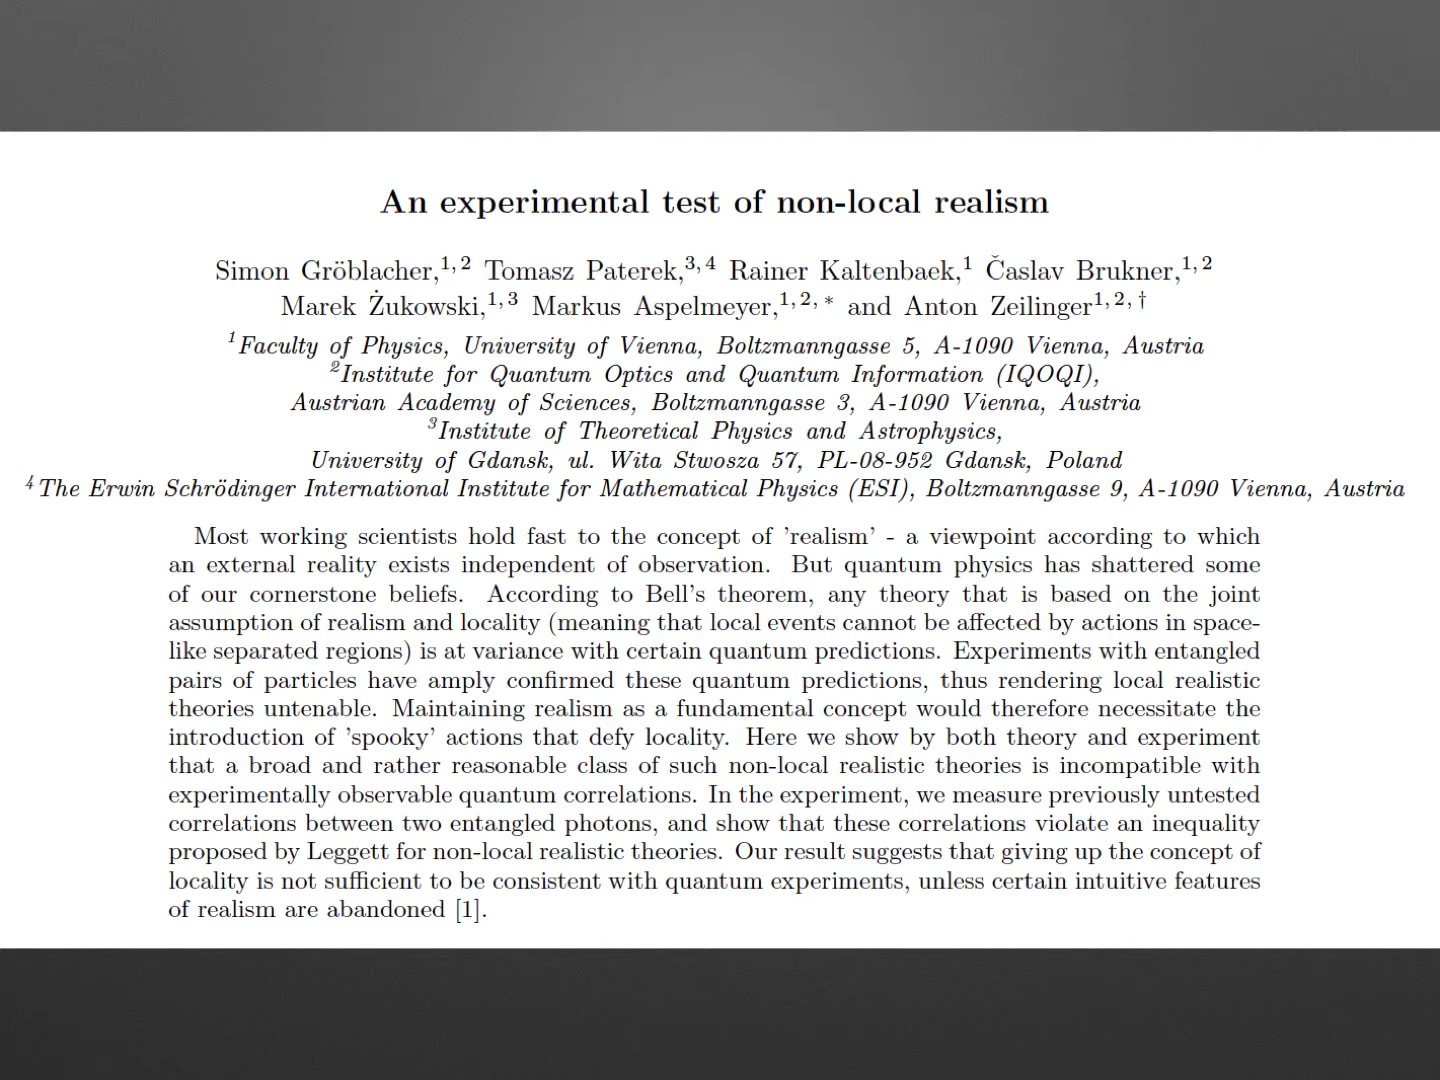 An experimental test of non-local realism
Simon Gröblacher,1, 2 Tomasz Paterek,3, 4 Rainer Kaltenbaek,1 Časlav Brukner,1, 2
Marek Żukowski,1, 3 Markus Aspelmeyer,1, 2, * and Anton Zeilinger1, 2, †
1Faculty of Physics, University of Vienna, Boltzmanngasse 5, A-1090 Vienna, Austria
2Institute for Quantum Optics and Quantum Information (IQOQI),
Austrian Academy of Sciences, Boltzmanngasse 3, A-1090 Vienna, Austria
3Institute of Theoretical Physics and Astrophysics,
University of Gdansk, ul. Wita Stwosza 57, PL-08-952 Gdansk, Poland
4The Erwin Schrödinger International Institute for Mathematical Physics (ESI), Boltzmanngasse 9, A-1090 Vienna, Austria
Most working scientists hold fast to the concept of 'realism' - a viewpoint according to which
an external reality exists independent of observation. But quantum physics has shattered some
of our cornerstone beliefs. According to Bell's theorem, any theory that is based on the joint
assumption of realism and locality (meaning that local events cannot be affected by actions in space-
like separated regions) is at variance with certain quantum predictions. Experiments with entangled
pairs of particles have amply confirmed these quantum predictions, thus rendering local realistic
theories untenable. Maintaining realism as a fundamental concept would therefore necessitate the
introduction of 'spooky' actions that defy locality. Here we show by both theory and experiment
that a broad and rather reasonable class of such non-local realistic theories is incompatible with
experimentally observable quantum correlations. In the experiment, we measure previously untested
correlations between two entangled photons, and show that these correlations violate an inequality
proposed by Leggett for non-local realistic theories. Our result suggests that giving up the concept of
locality is not sufficient to be consistent with quantum experiments, unless certain intuitive features
of realism are abandoned [1].